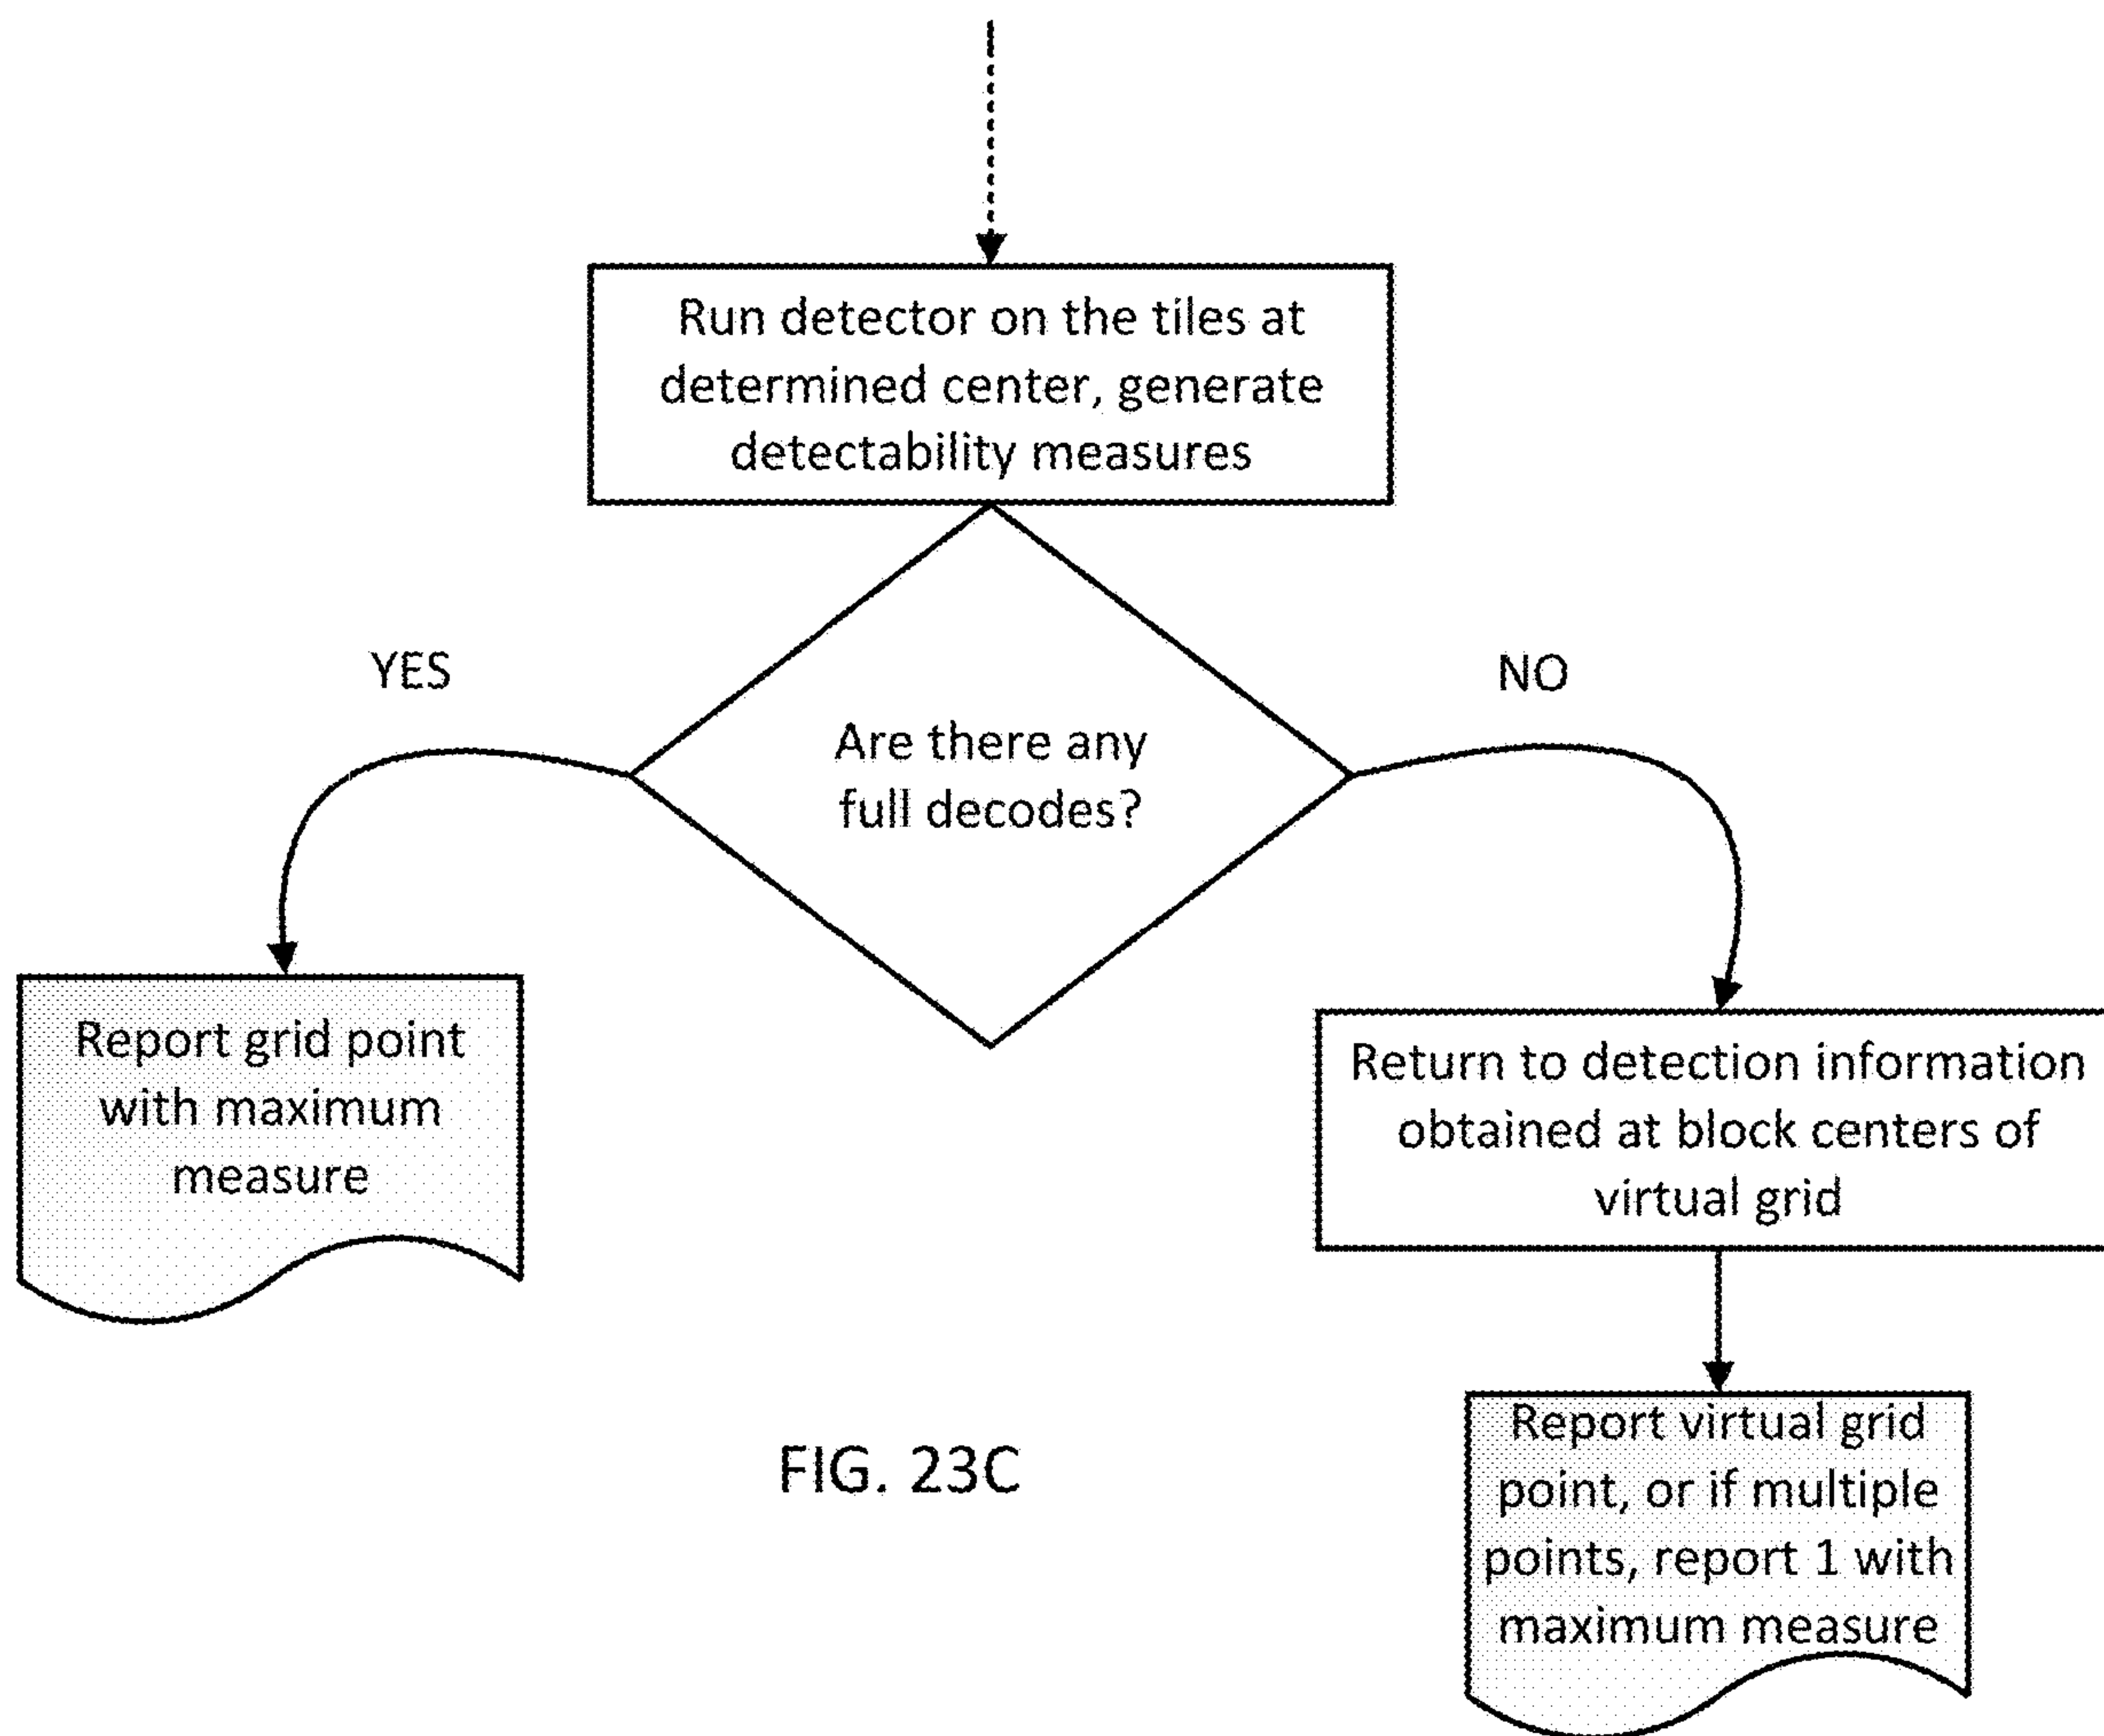 Run detector on the tiles at
determined center, generate
detectability measures
YES
NO
Are there any
full decodes?
Report grid point
with maximum
measure
Return to detection information
obtained at block centers of
virtual grid
FIG. 23C
Report virtual grid
point, or if multiple
points, report 1 with
maximum measure